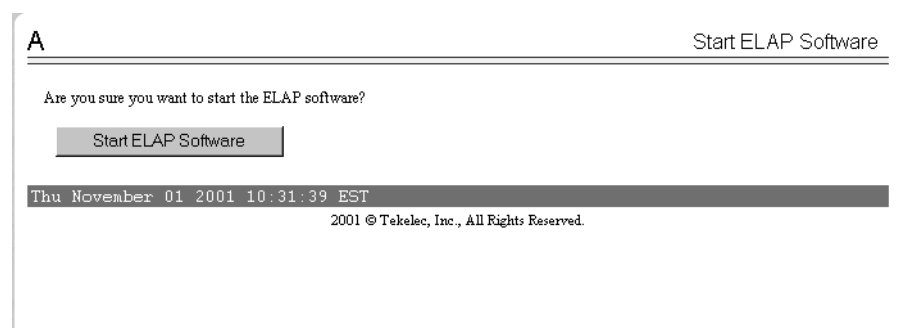 A
Start ELAP Software
Are you sure you want to start the ELAP software?
Start ELAP Software
Thu November 01 2001 10:31:39 EST
2001 © Tekelec, Inc., All Rights Reserved.